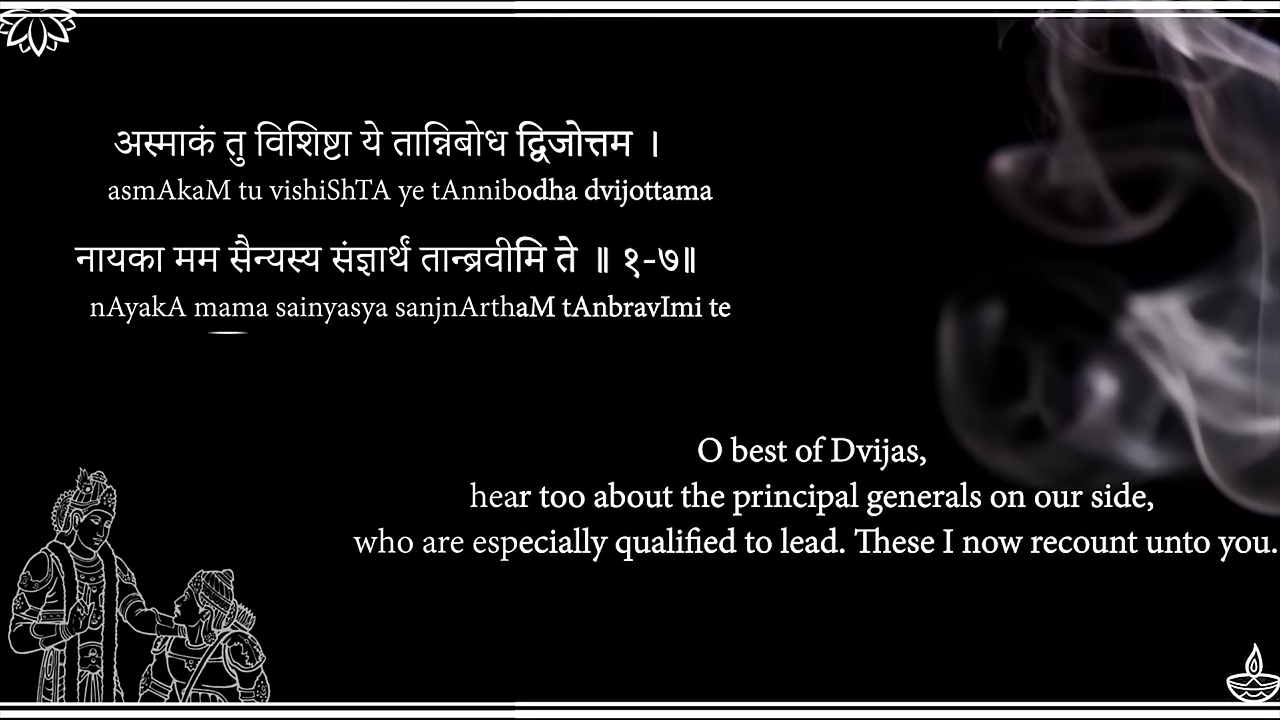 अस्माकं तु विशिष्टा ये तान्निबोध द्विजोत्तम ।
asmAkaM tu vishiShTA ye tAnnibodha dvijottama
नायका मम सैन्यस्य संज्ञार्थं तान्ब्रवीमि ते ॥ १-७॥
nAyakA mama sainyasya sanjnArthaM tAnbravImi te
O best of Dvijas,
hear too about the principal generals on our side,
who are especially qualified to lead. These I now recount unto you.